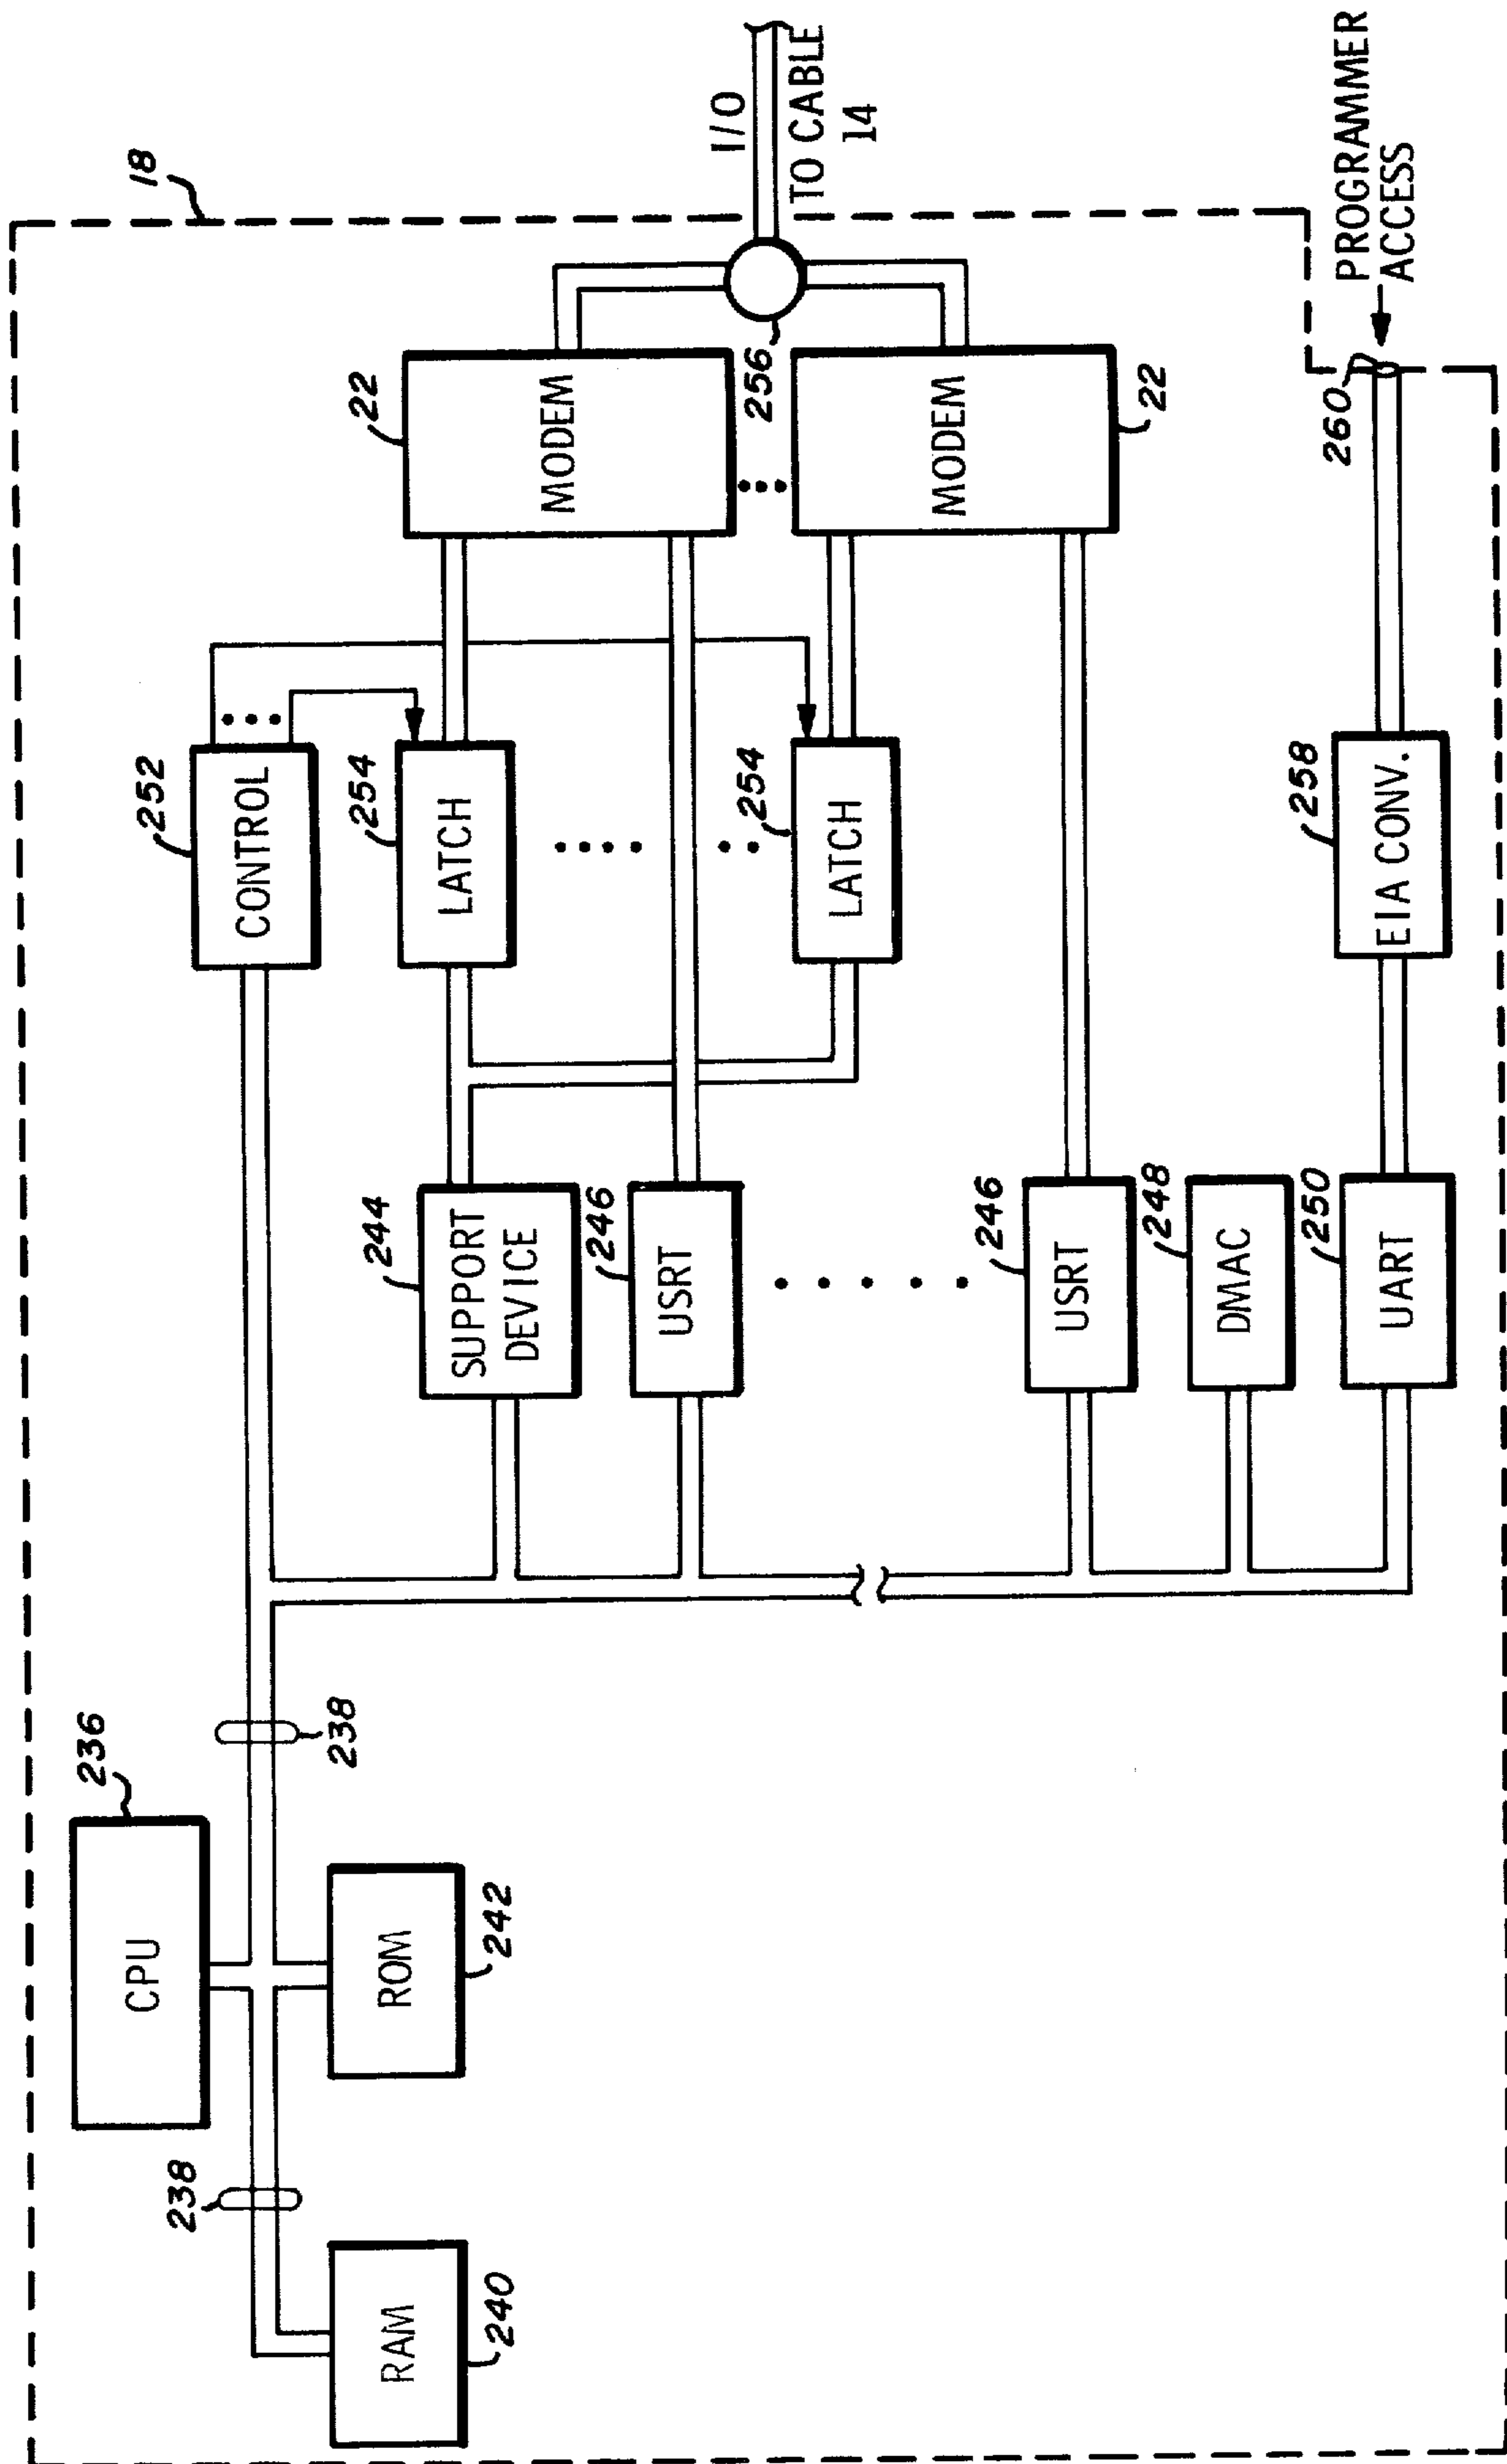 18
236
CPU
238
238
RAM
240
ROM
242
252
CONTROL
254
LATCH
254
LATCH
244
SUPPORT
DEVICE
246
USRT
246
USRT
248
DMAC
250
UART
258
EIA CONV.
22
MODEM
256
MODEM
22
I/O
TO CABLE
14
260
PROGRAMMER
ACCESS